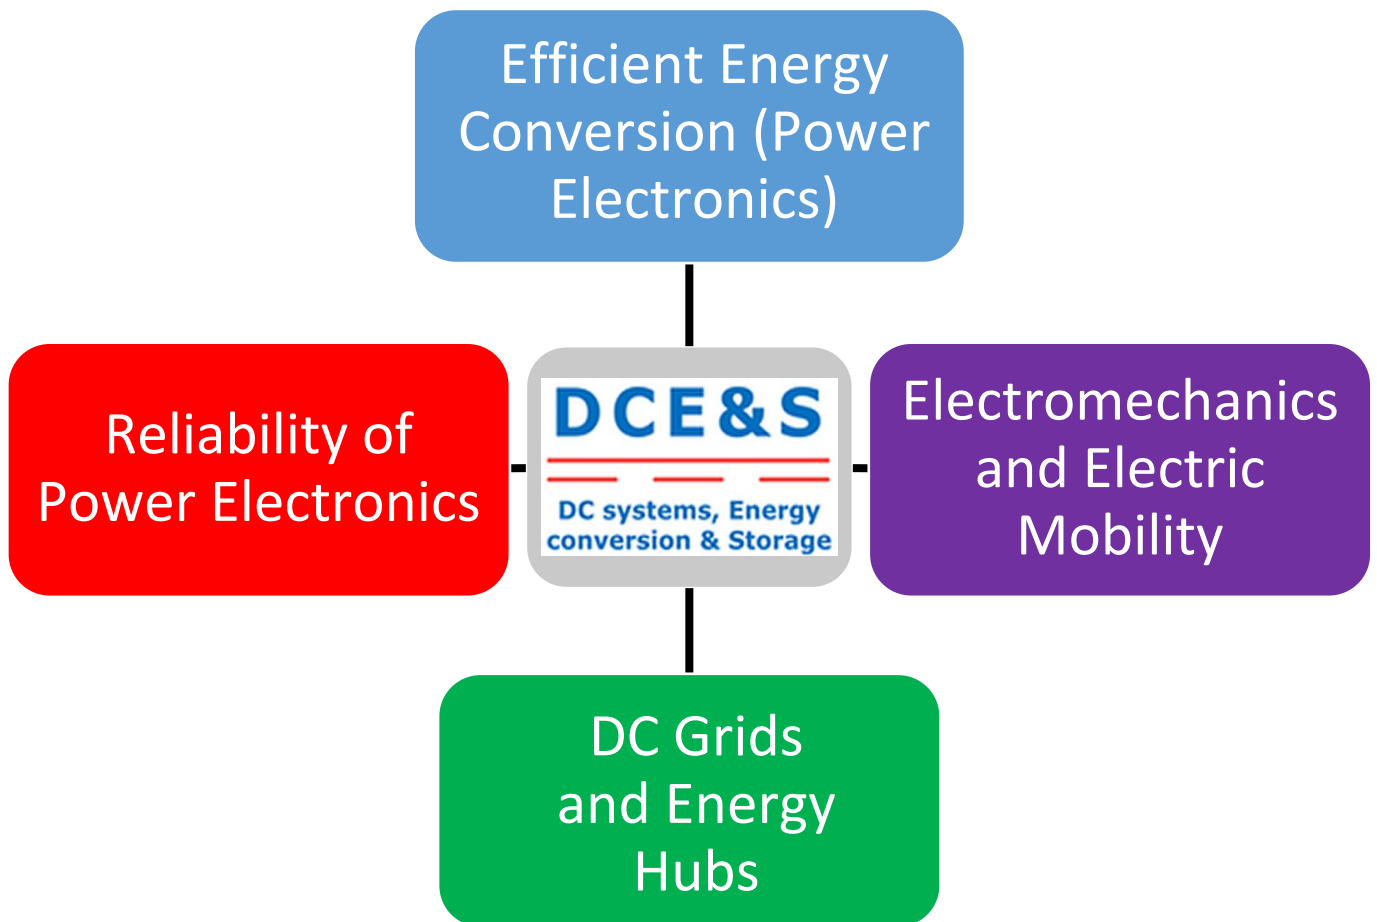 Efficient Energy
Conversion (Power
Electronics)
Reliability of
Power Electronics
DCE&S
DC systems, Energy
conversion & Storage
Electromechanics
and Electric
Mobility
DC Grids
and Energy
Hubs